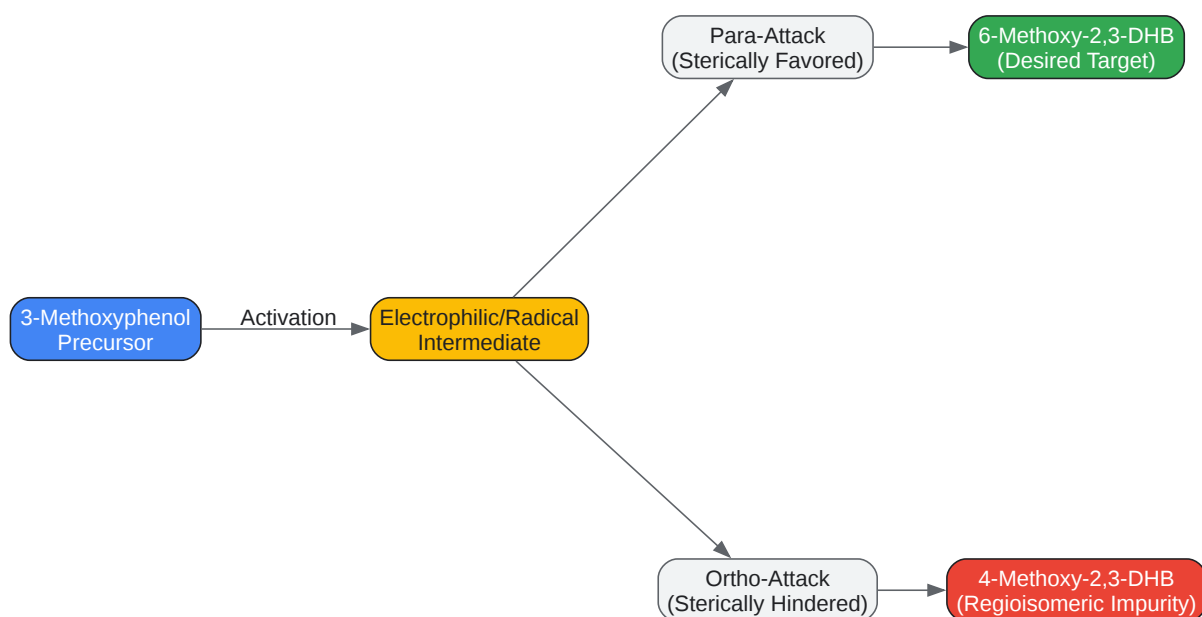 Para-Attack
(Sterically Favored)
6-Methoxy-2,3-DHB
(Desired Target)
3-Methoxyphenol
Precursor
Activation
Electrophilic/Radical
Intermediate
Ortho-Attack
(Sterically Hindered)
4-Methoxy-2,3-DHB
(Regioisomeric Impurity)